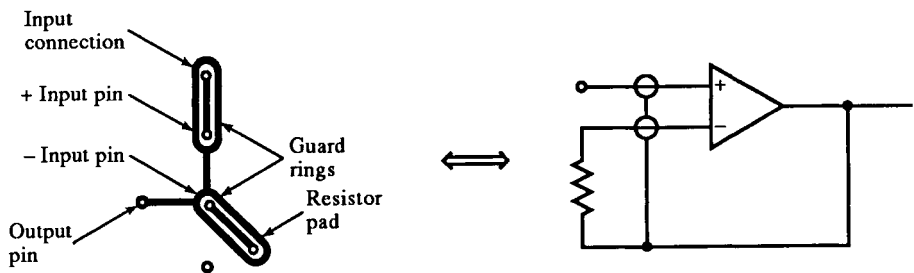 Input
connection
+ Input pin
− Input pin
Output
pin
Guard
rings
Resistor
pad
+
−